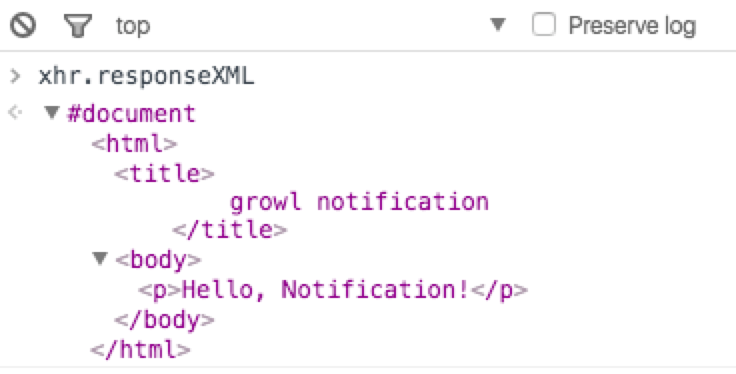 top Preserve log
xhr.responseXML
#document
<html>
<title>
growl notification
</title>
<body>
<p>Hello, Notification!</p>
</body>
</html>